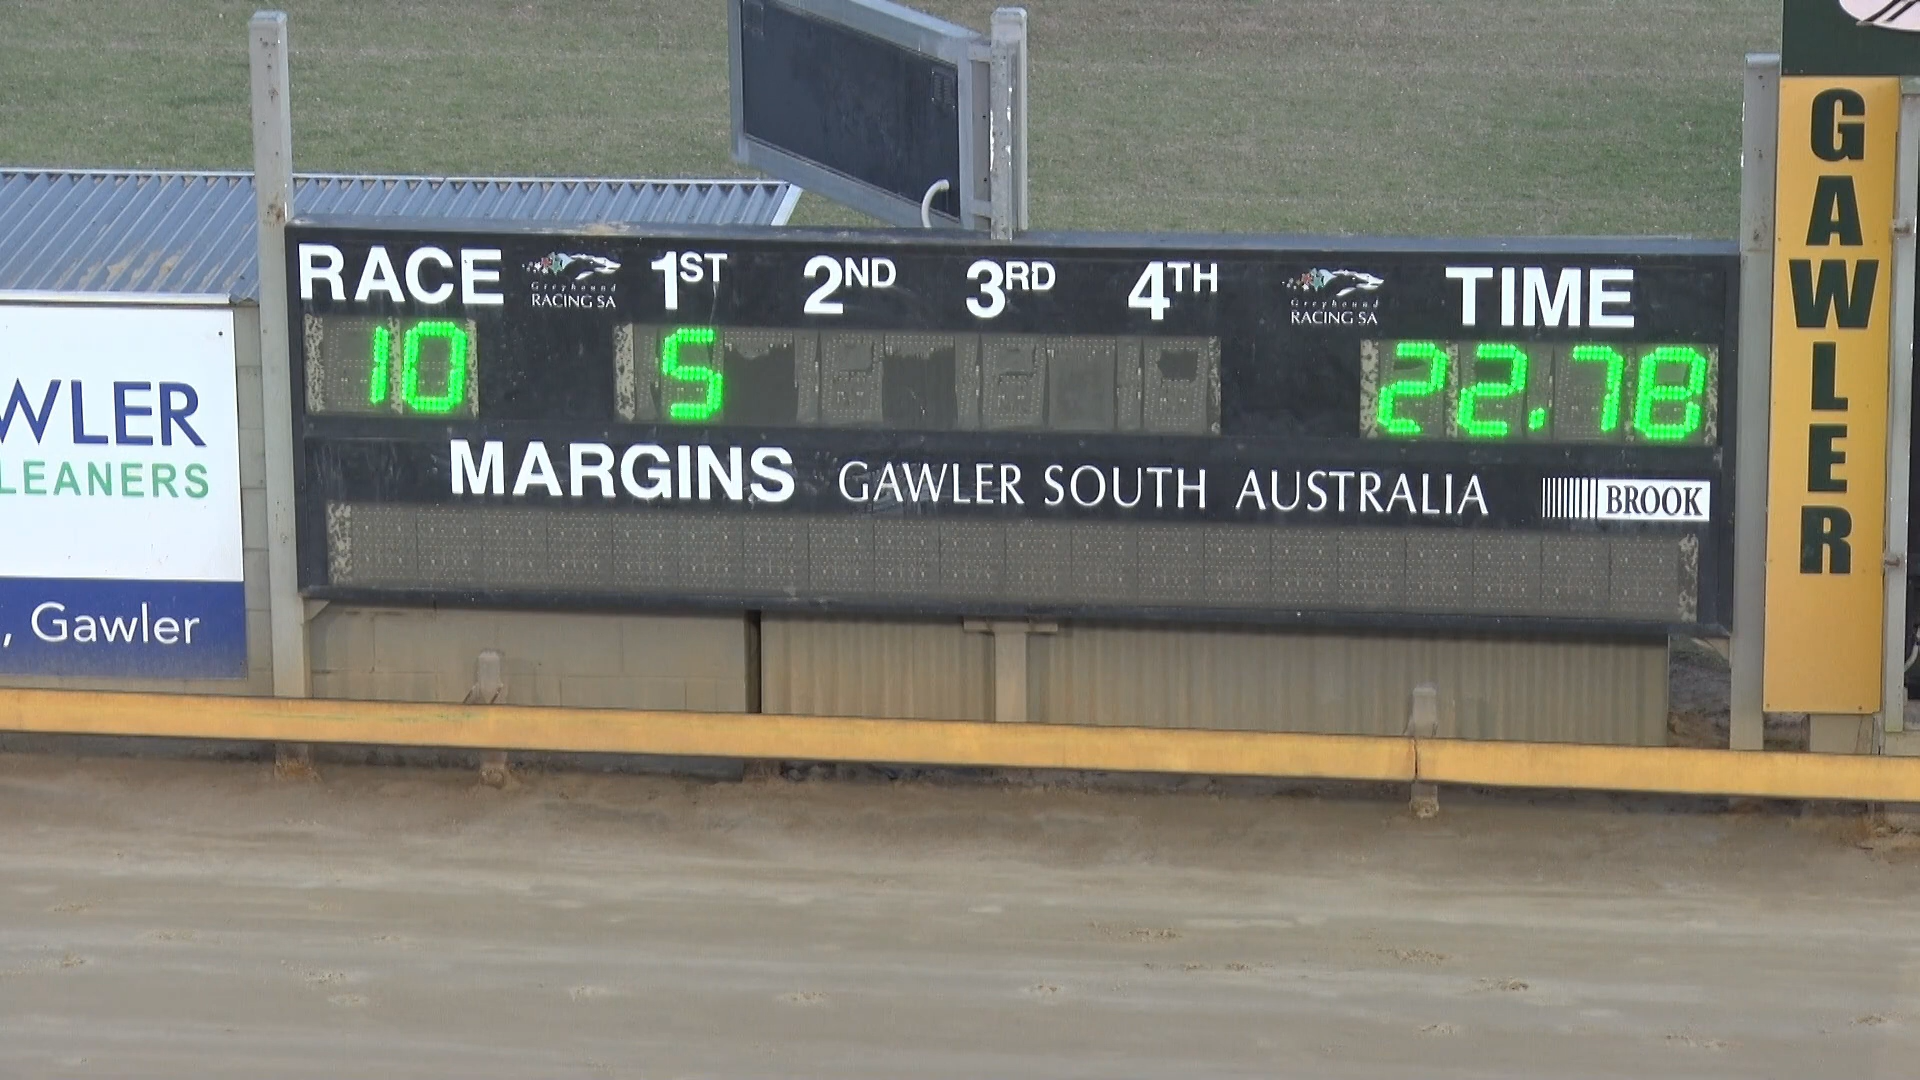 RACE
Greyhound
RACING SA
1ST 2ND 3RD 4TH
Greyhound
RACING SA
TIME
10 5 22.78
MARGINS GAWLER SOUTH AUSTRALIA BROOK
WLER
LEANERS
, Gawler
GAWLER